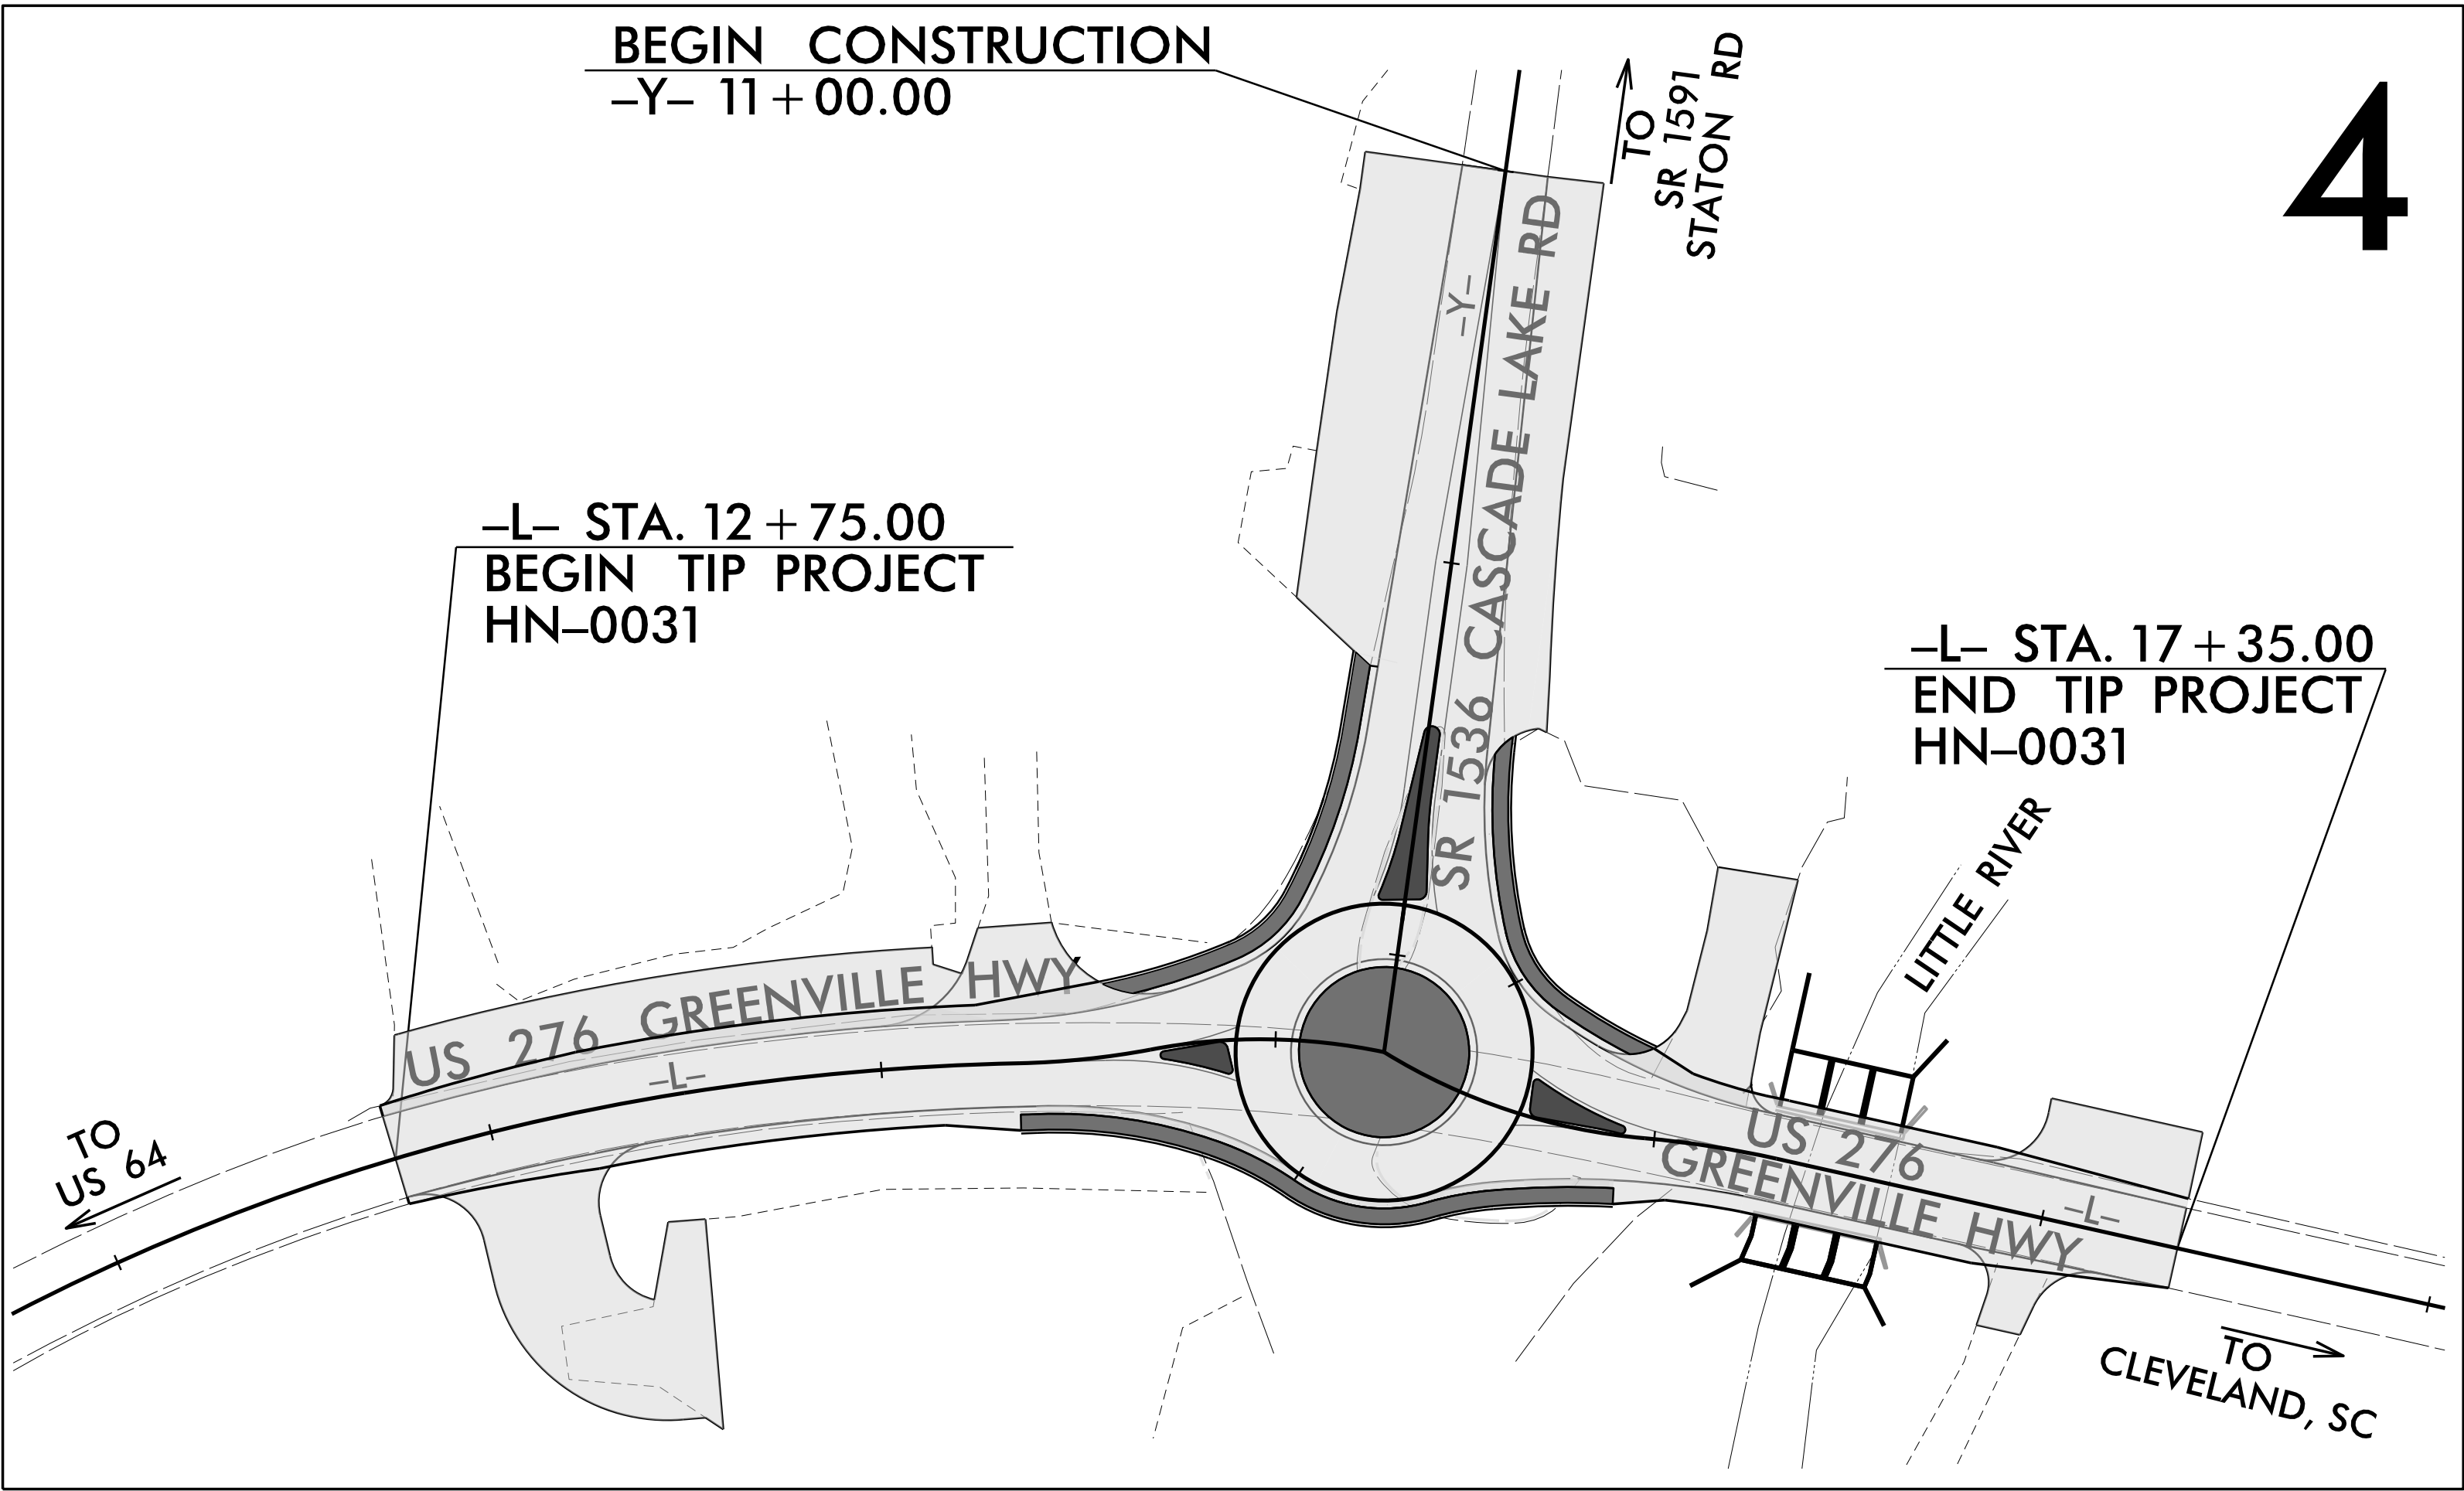 BEGIN CONSTRUCTION
–Y– 11+00.00
TO
SR 1591
STATON RD
4
–Y–
SR 1536 CASCADE LAKE RD
–L– STA. 12+75.00
BEGIN TIP PROJECT
HN–0031
–L– STA. 17+35.00
END TIP PROJECT
HN–0031
LITTLE RIVER
US 276 GREENVILLE HWY
–L–
TO
US 64
US 276
GREENVILLE HWY
–L–
TO
CLEVELAND, SC